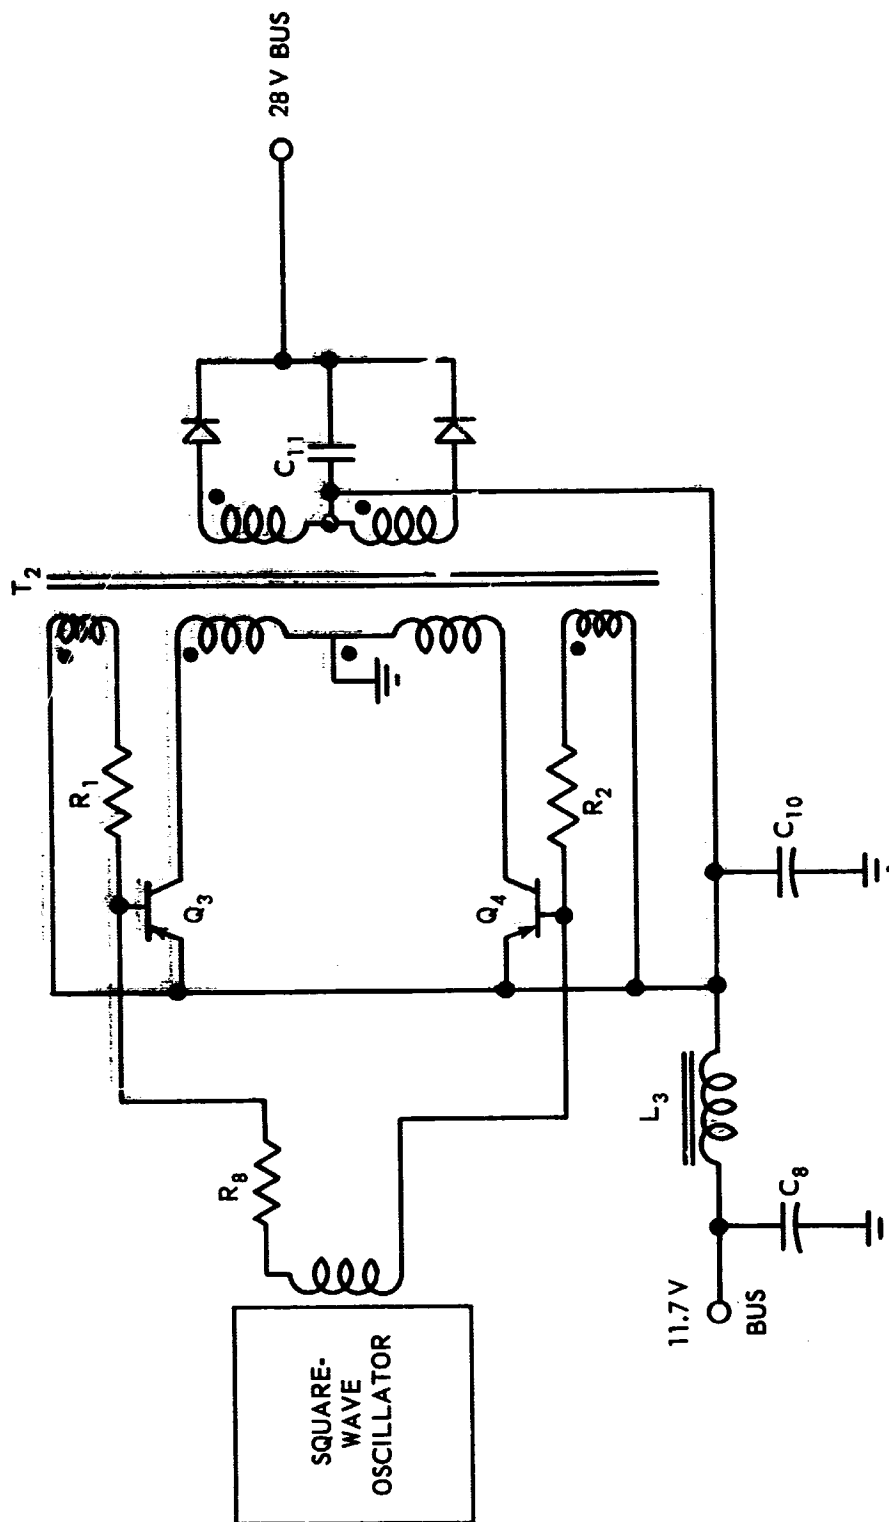 SQUARE-
WAVE
OSCILLATOR
R8
R1
Q3
Q4
R2
T2
C11
28 V BUS
11.7 V
BUS
C8
L3
C10